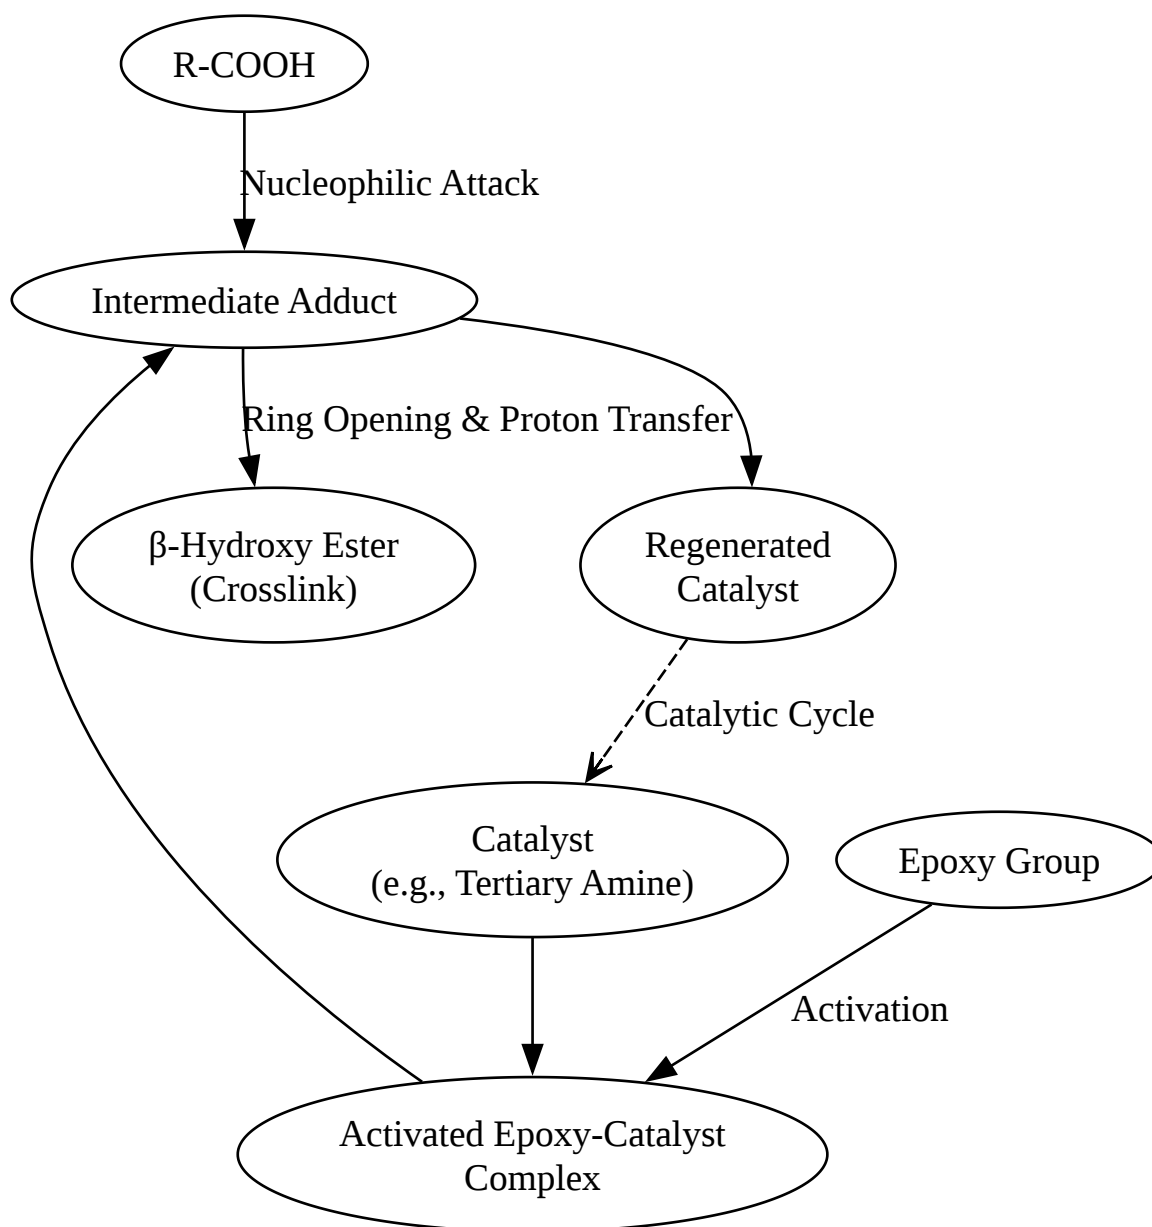 R-COOH
Nucleophilic Attack
Intermediate Adduct
Ring Opening & Proton Transfer
β-Hydroxy Ester
(Crosslink)
Regenerated
Catalyst
Catalytic Cycle
Catalyst
(e.g., Tertiary Amine)
Epoxy Group
Activation
Activated Epoxy-Catalyst
Complex